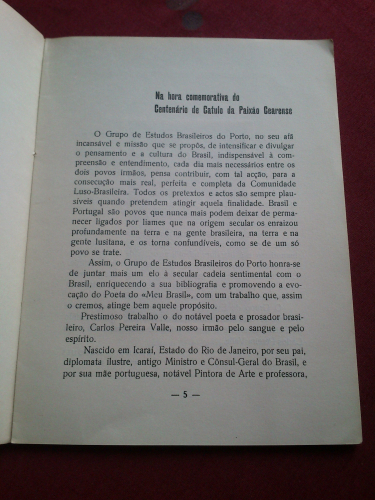 Na hora comemorativa do
Centenário de Catulo da Paixão Cearense
O Grupo de Estudos Brasileiros do Porto, no seu afã
incansável e missão que se propôs, de intensificar e divulgar
o pensamento e a cultura do Brasil, indispensável à com-
preensão e entendimento, cada dia mais necessários entre os
dois povos irmãos, pensa contribuir, com tal acção, para a
consecação mais real, perfeita e completa da Comunidade
Luso-Brasileira. Todos os pretextos e actos são sempre plau-
síveis quando pretendem atingir aquela finalidade. Brasil e
Portugal são povos que nunca mais podem deixar de perma-
necer ligados por liames que na origem secular os enraizou
profundamente na terra e na gente brasileira, na terra e na
gente lusitana, e os torna confundíveis, como se de um só
povo se trate.
Assim, o Grupo de Estudos Brasileiros do Porto honra-se
de juntar mais um elo à secular cadeia sentimental com o
Brasil, enriquecendo a sua bibliografia e promovendo a evo-
cação do Poeta do «Meu Brasil», com um trabalho que, assim
o cremos, atinge bem aquele propósito.
Prestimoso trabalho o do notável poeta e prosador brasi-
leiro, Carlos Pereira Valle, nosso irmão pelo sangue e pelo
espírito.
Nascido em Icaraí, Estado do Rio de Janeiro, por seu pai,
diplomata ilustre, antigo Ministro e Cônsul-Geral do Brasil, e
por sua mãe portuguesa, notável Pintora de Arte e professora,
— 5 —